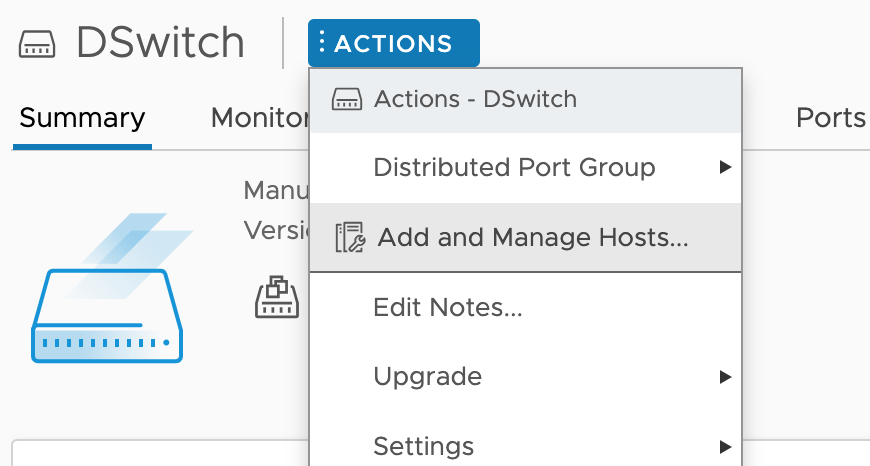 DSwitch
ACTIONS
Actions - DSwitch
Summary
Monitor
Ports
Distributed Port Group
Manu
Versi
Add and Manage Hosts...
Edit Notes...
Upgrade
Settings